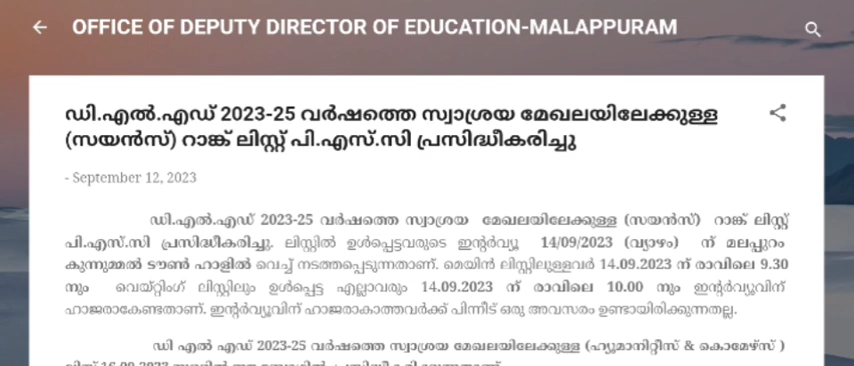 OFFICE OF DEPUTY DIRECTOR OF EDUCATION-MALAPPURAM
ഡി.എൽ.എഡ് 2023-25 വർഷത്തെ സ്വാശ്രയ മേഖലയിലേക്കുള്ള
(സയൻസ്) റാങ്ക് ലിസ്റ്റ് പി.എസ്.സി പ്രസിദ്ധീകരിച്ചു
- September 12, 2023
ഡി.എൽ.എഡ് 2023-25 വർഷത്തെ സ്വാശ്രയ മേഖലയിലേക്കുള്ള (സയൻസ്) റാങ്ക് ലിസ്റ്റ്
പി.എസ്.സി പ്രസിദ്ധീകരിച്ചു. ലിസ്റ്റിൽ ഉൾപ്പെട്ടവരുടെ ഇന്റർവ്യൂ 14/09/2023 (വ്യാഴം) ന് മലപ്പുറം
കുന്നുമ്മൽ ടൗൺ ഹാളിൽ വെച്ച് നടത്തപ്പെടുന്നതാണ്. മെയിൻ ലിസ്റ്റിലുള്ളവർ 14.09.2023 ന് രാവിലെ 9.30
നും വെയ്റ്റിംഗ് ലിസ്റ്റിലും ഉൾപ്പെട്ട എല്ലാവരും 14.09.2023 ന് രാവിലെ 10.00 നും ഇന്റർവ്യൂവിന്
ഹാജരാകേണ്ടതാണ്. ഇന്റർവ്യൂവിന് ഹാജരാകാത്തവർക്ക് പിന്നീട് ഒരു അവസരം ഉണ്ടായിരിക്കുന്നതല്ല.
ഡി എൽ എഡ് 2023-25 വർഷത്തെ സ്വാശ്രയ മേഖലയിലേക്കുള്ള (ഹ്യൂമാനിറ്റീസ് & കൊമേഴ്സ് )